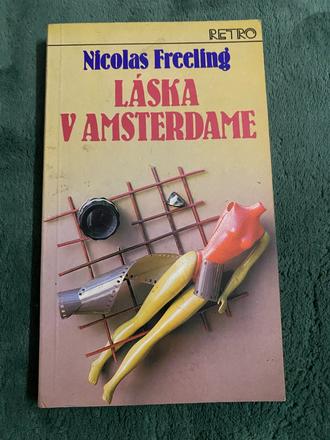 RETRO
Nicolas Freeling
LÁSKA
V AMSTERDAME